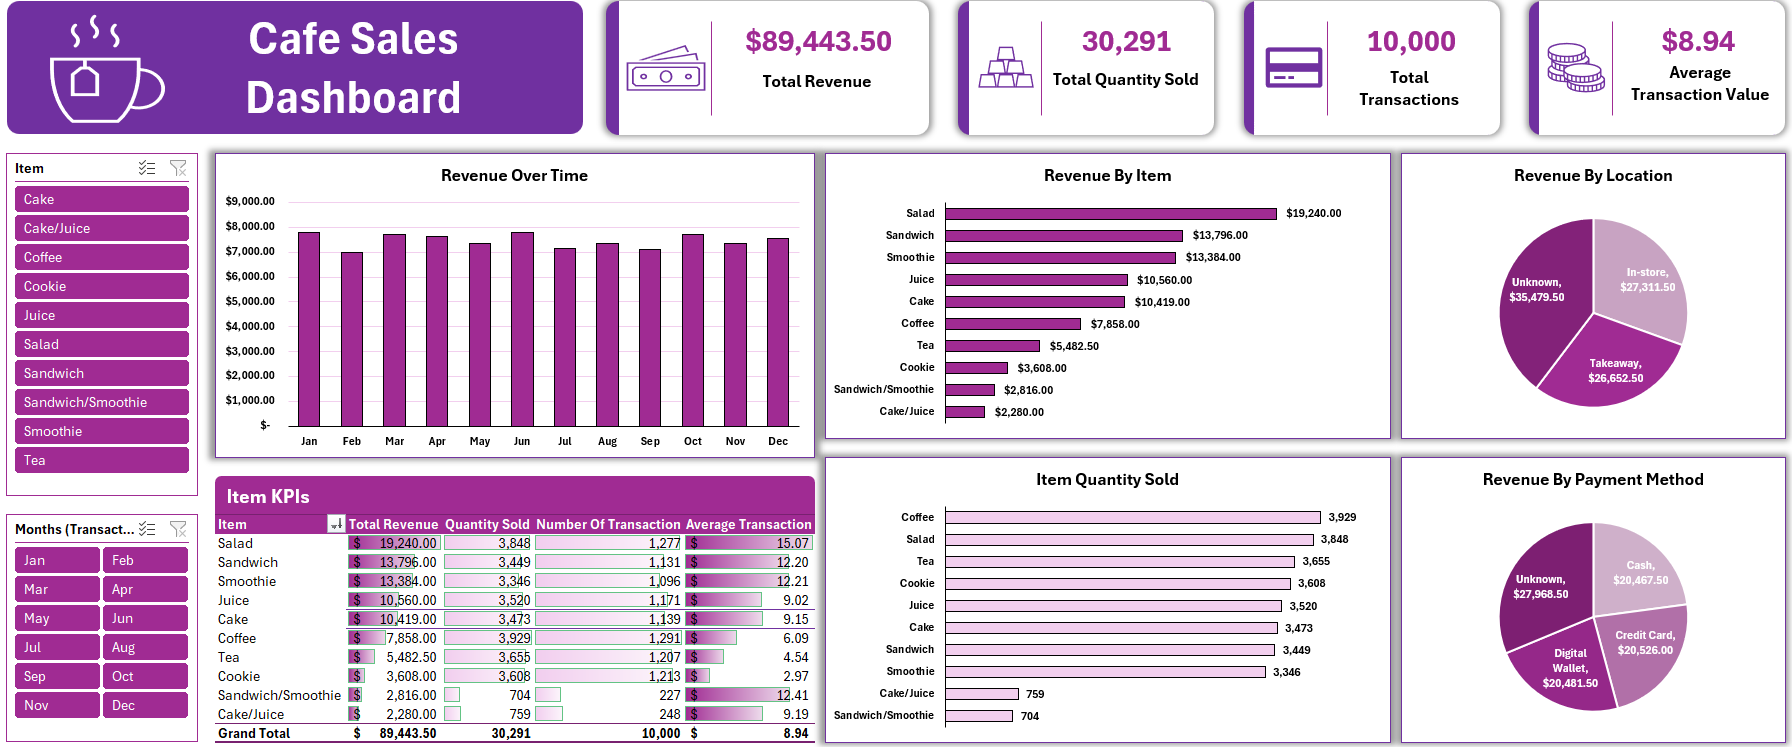 Cafe Sales
Dashboard
$89,443.50
Total Revenue
30,291
Total Quantity Sold
10,000
Total
Transactions
$8.94
Average
Transaction Value
Item
Cake
Cake/Juice
Coffee
Cookie
Juice
Salad
Sandwich
Sandwich/Smoothie
Smoothie
Tea
Months (Transact...
Jan Feb
Mar Apr
May Jun
Jul Aug
Sep Oct
Nov Dec
Revenue Over Time
$9,000.00
$8,000.00
$7,000.00
$6,000.00
$5,000.00
$4,000.00
$3,000.00
$2,000.00
$1,000.00
$-
Jan Feb Mar Apr May Jun Jul Aug Sep Oct Nov Dec
Item KPIs
Item Total Revenue Quantity Sold Number Of Transaction Average Transaction
Salad $ 19,240.00 3,848 1,277 $ 15.07
Sandwich $ 13,796.00 3,449 1,131 $ 12.20
Smoothie $ 13,384.00 3,346 1,096 $ 12.21
Juice $ 10,560.00 3,520 1,171 $ 9.02
Cake $ 10,419.00 3,473 1,139 $ 9.15
Coffee $ 7,858.00 3,929 1,291 $ 6.09
Tea $ 5,482.50 3,655 1,207 $ 4.54
Cookie $ 3,608.00 3,608 1,213 $ 2.97
Sandwich/Smoothie $ 2,816.00 704 227 $ 12.41
Cake/Juice $ 2,280.00 759 248 $ 9.19
Grand Total $ 89,443.50 30,291 10,000 $ 8.94
Revenue By Item
Salad $19,240.00
Sandwich $13,796.00
Smoothie $13,384.00
Juice $10,560.00
Cake $10,419.00
Coffee $7,858.00
Tea $5,482.50
Cookie $3,608.00
Sandwich/Smoothie $2,816.00
Cake/Juice $2,280.00
Revenue By Location
In-store,
$27,311.50
Unknown,
$35,479.50
Takeaway,
$26,652.50
Item Quantity Sold
Coffee 3,929
Salad 3,848
Tea 3,655
Cookie 3,608
Juice 3,520
Cake 3,473
Sandwich 3,449
Smoothie 3,346
Cake/Juice 759
Sandwich/Smoothie 704
Revenue By Payment Method
Cash,
$20,467.50
Unknown,
$27,968.50
Credit Card,
$20,526.00
Digital
Wallet,
$20,481.50